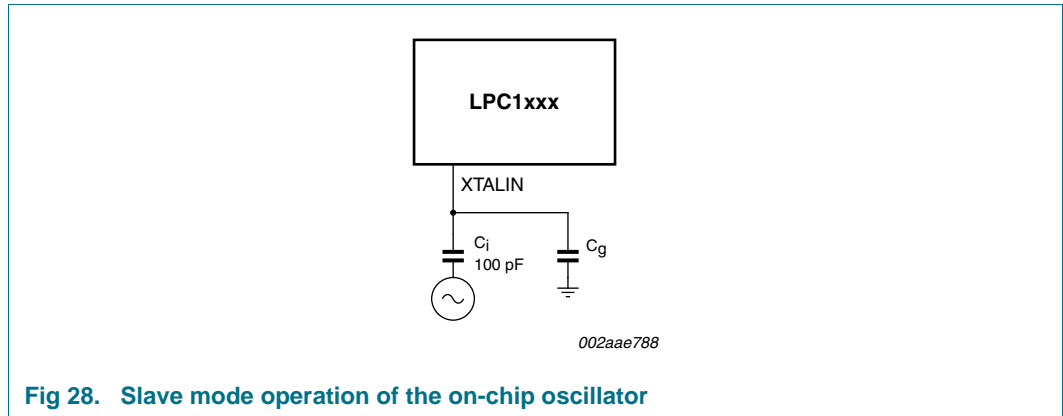 LPC1xxx
XTALIN
Ci
100 pF
Cg
002aae788
Fig 28. Slave mode operation of the on-chip oscillator